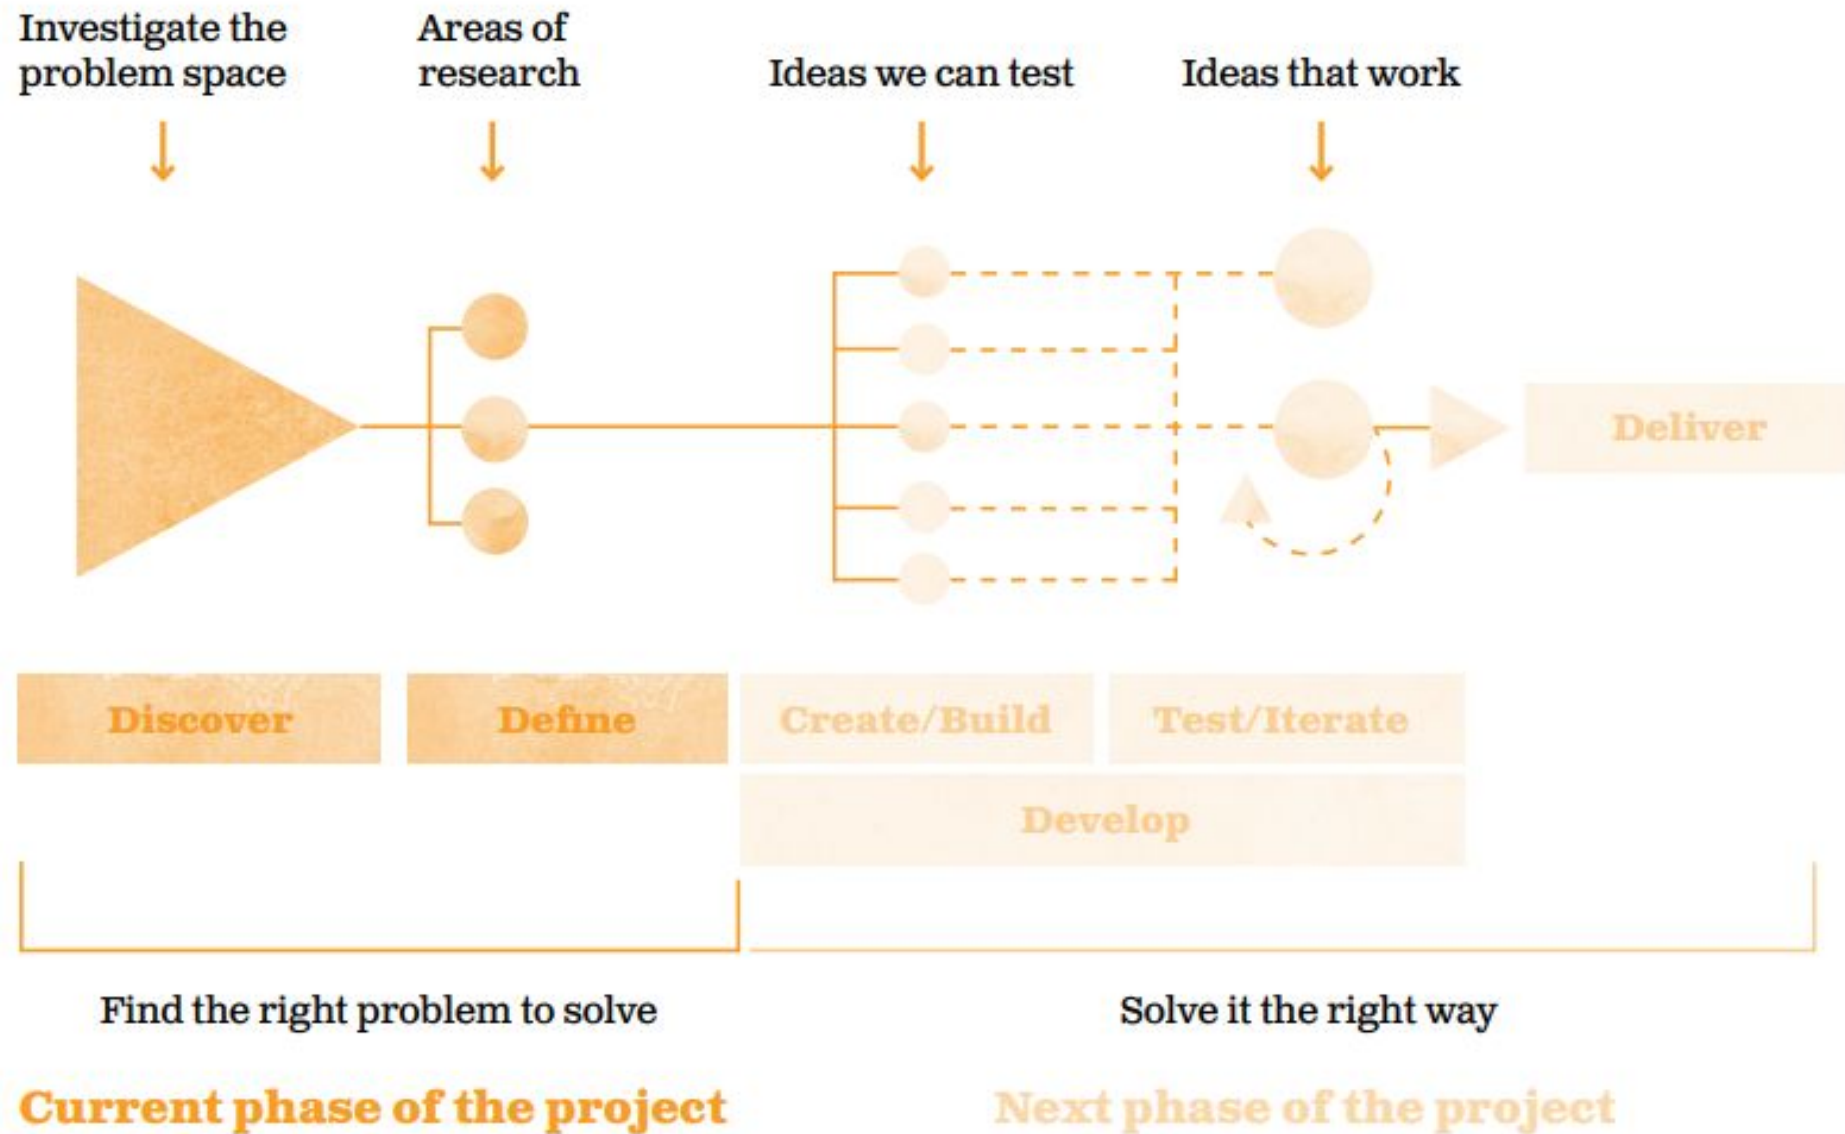 Investigate the
problem space
Areas of
research
Ideas we can test
Ideas that work
Deliver
Discover
Define
Create/Build
Test/Iterate
Develop
Find the right problem to solve
Solve it the right way
Current phase of the project
Next phase of the project